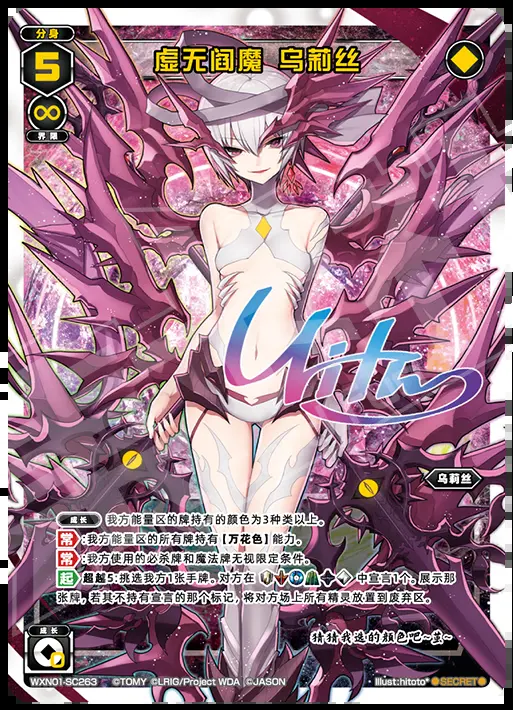 分身
5
虚无阎魔 乌莉丝
∞
界限
Urith
乌莉丝
成长 我方能量区的牌持有的颜色为3种类以上。
常:我方能量区的所有牌持有[万花色]能力。
常:我方使用的必杀牌和魔法牌无视限定条件。
起 超越5:挑选我方1张手牌。对方在 中宣言1个。展示那
张牌,若其不持有宣言的那个标记,将对方场上所有精灵放置到废弃区。
成长
0
猜猜我选的颜色吧~茧~
WXN01-SC263 ©TOMY ©LRIG/Project WDA ©JASON Illust:hitoto* SECRET